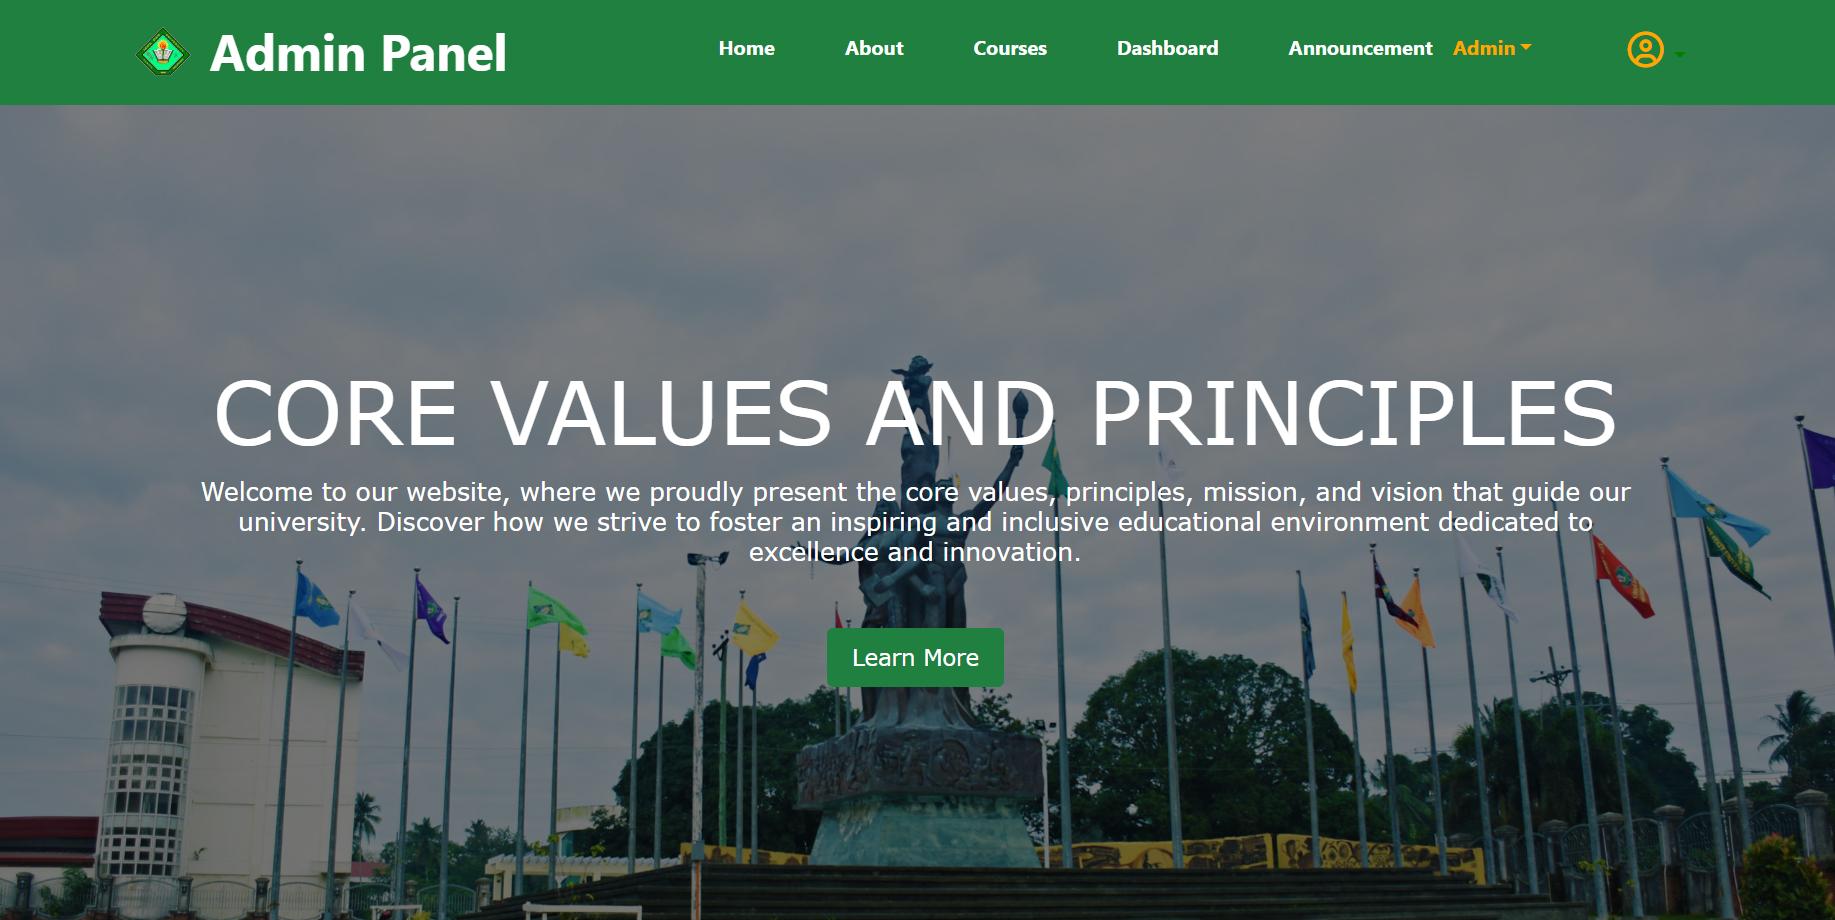 Admin Panel
Home About Courses Dashboard Announcement Admin
CORE VALUES AND PRINCIPLES
Welcome to our website, where we proudly present the core values, principles, mission, and vision that guide our
university. Discover how we strive to foster an inspiring and inclusive educational environment dedicated to
excellence and innovation.
Learn More